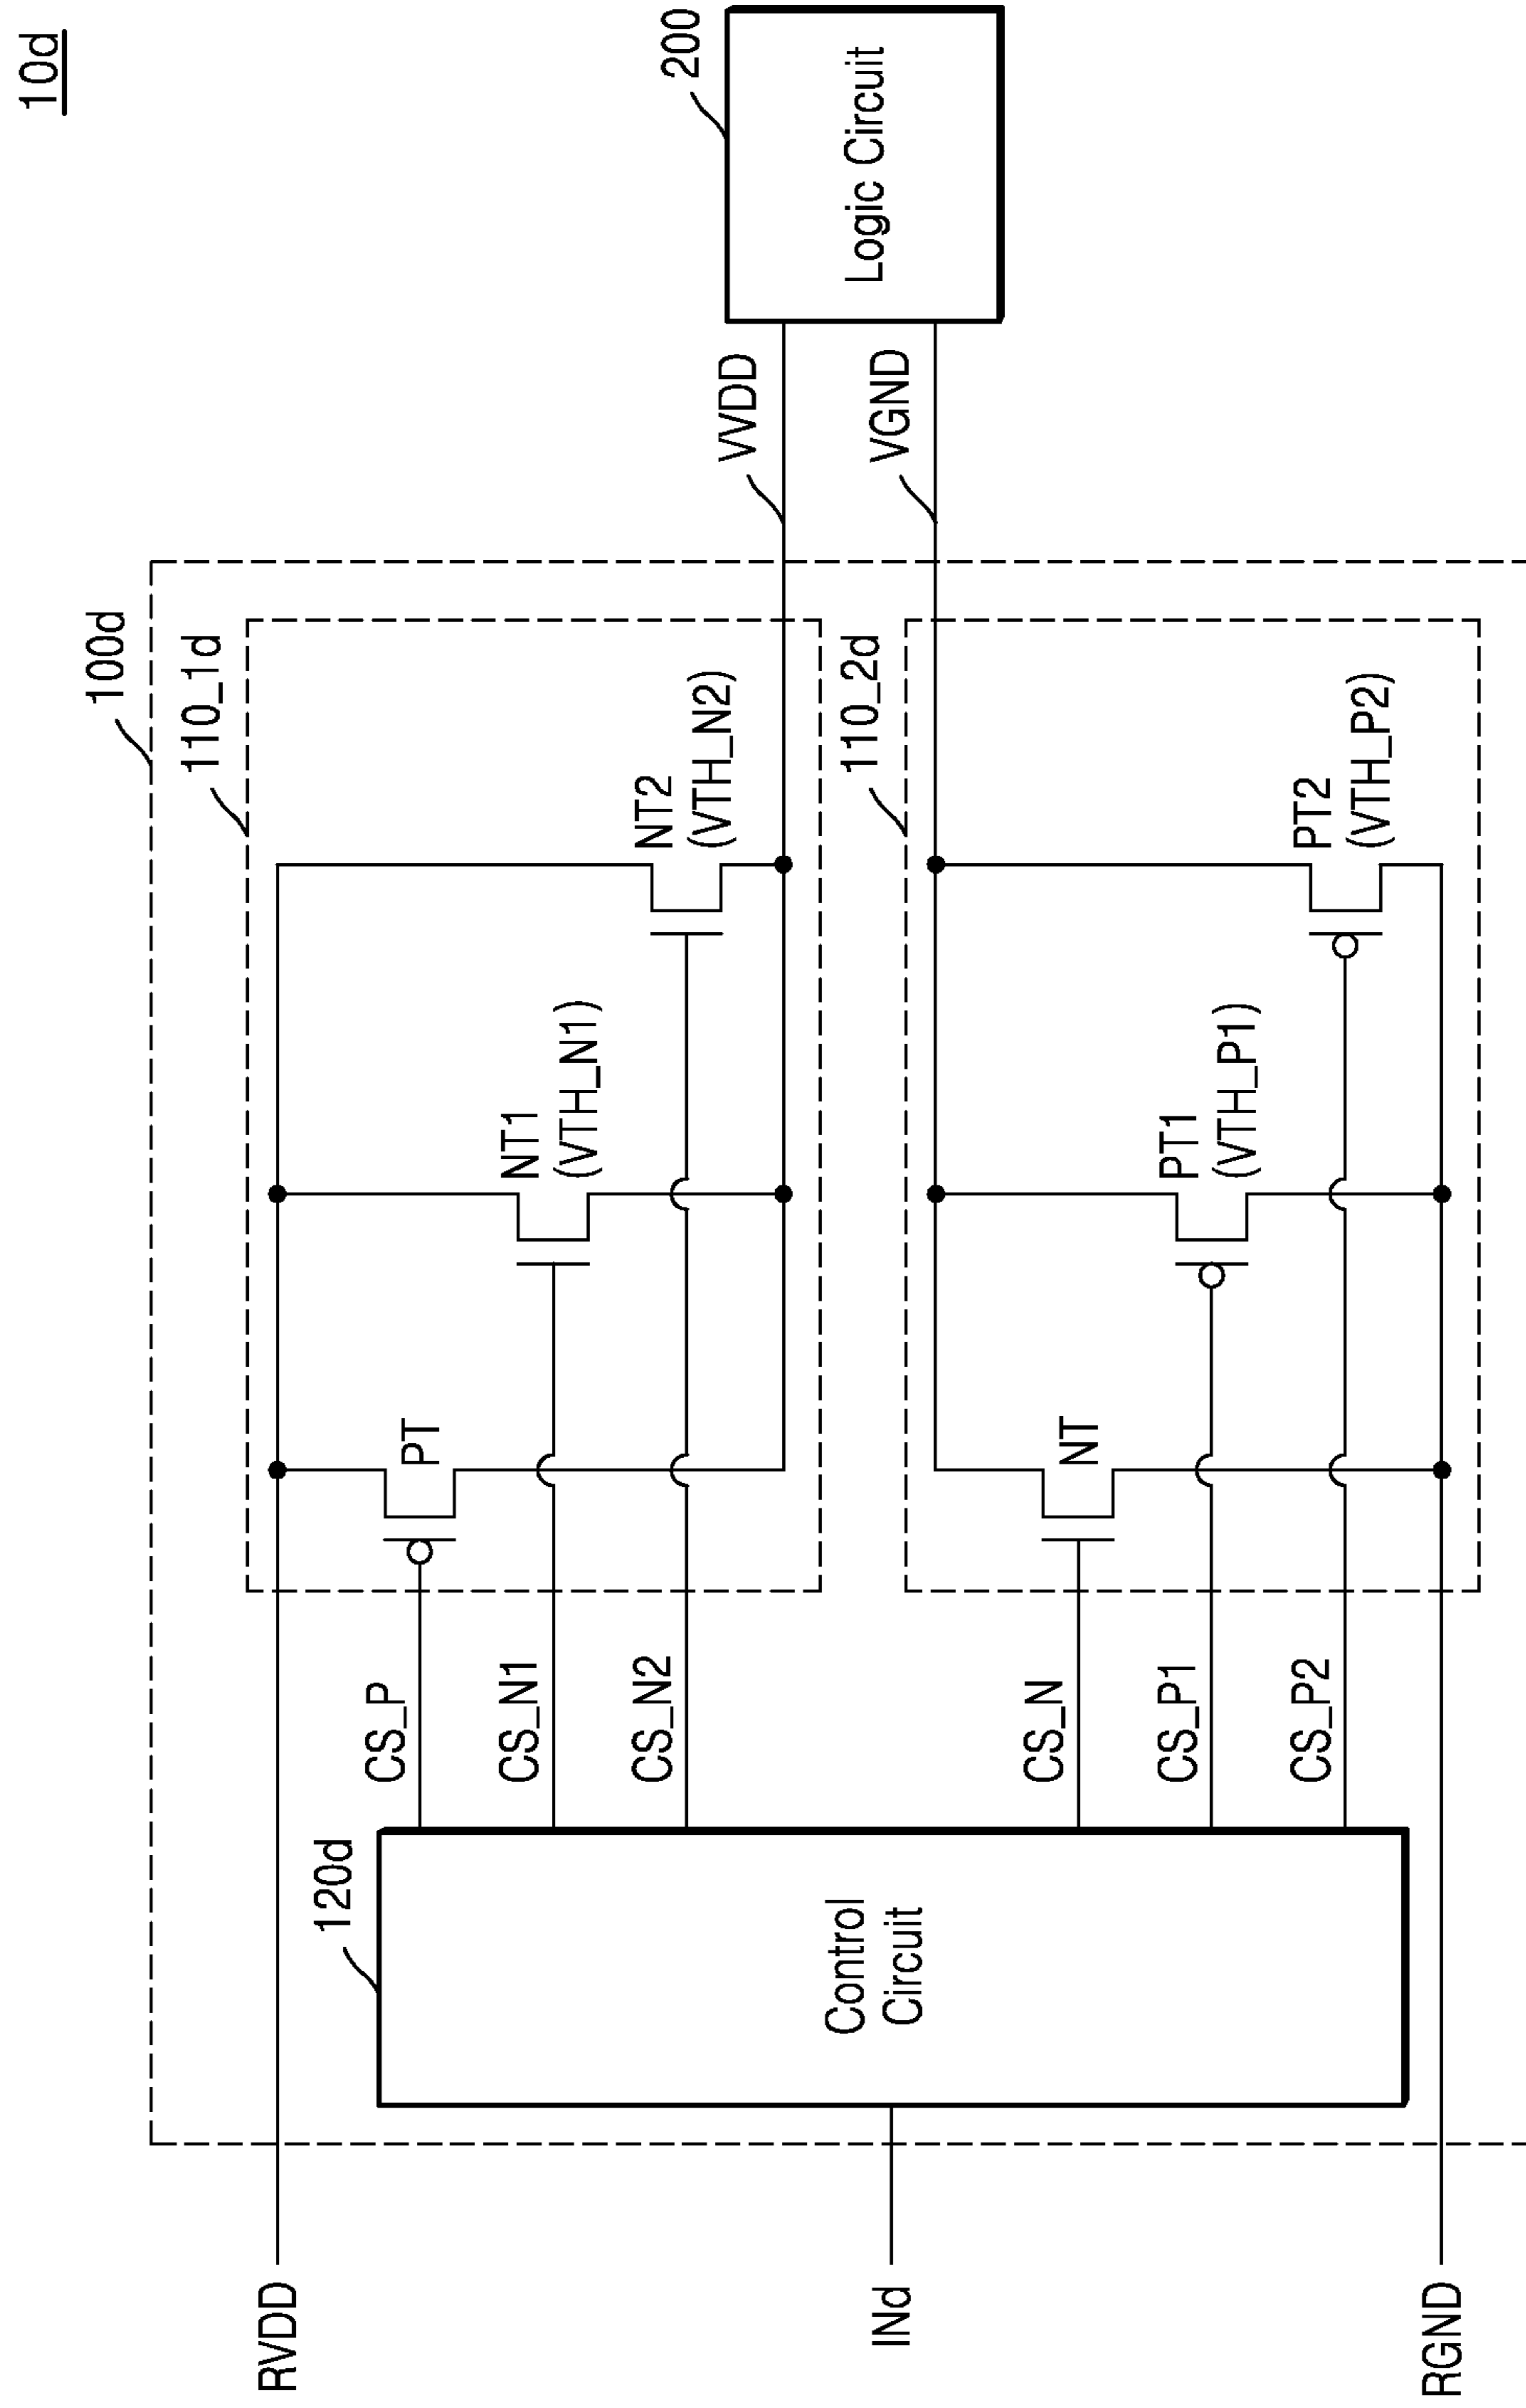 10d
100d
110_1d
RVDD
120d
CS_P
PT
CS_N1
NT1
(VTH_N1)
CS_N2
NT2
(VTH_N2)
VVDD
200
Logic Circuit
Control
Circuit
INd
110_2d
VGND
CS_N
NT
CS_P1
PT1
(VTH_P1)
CS_P2
PT2
(VTH_P2)
RGND